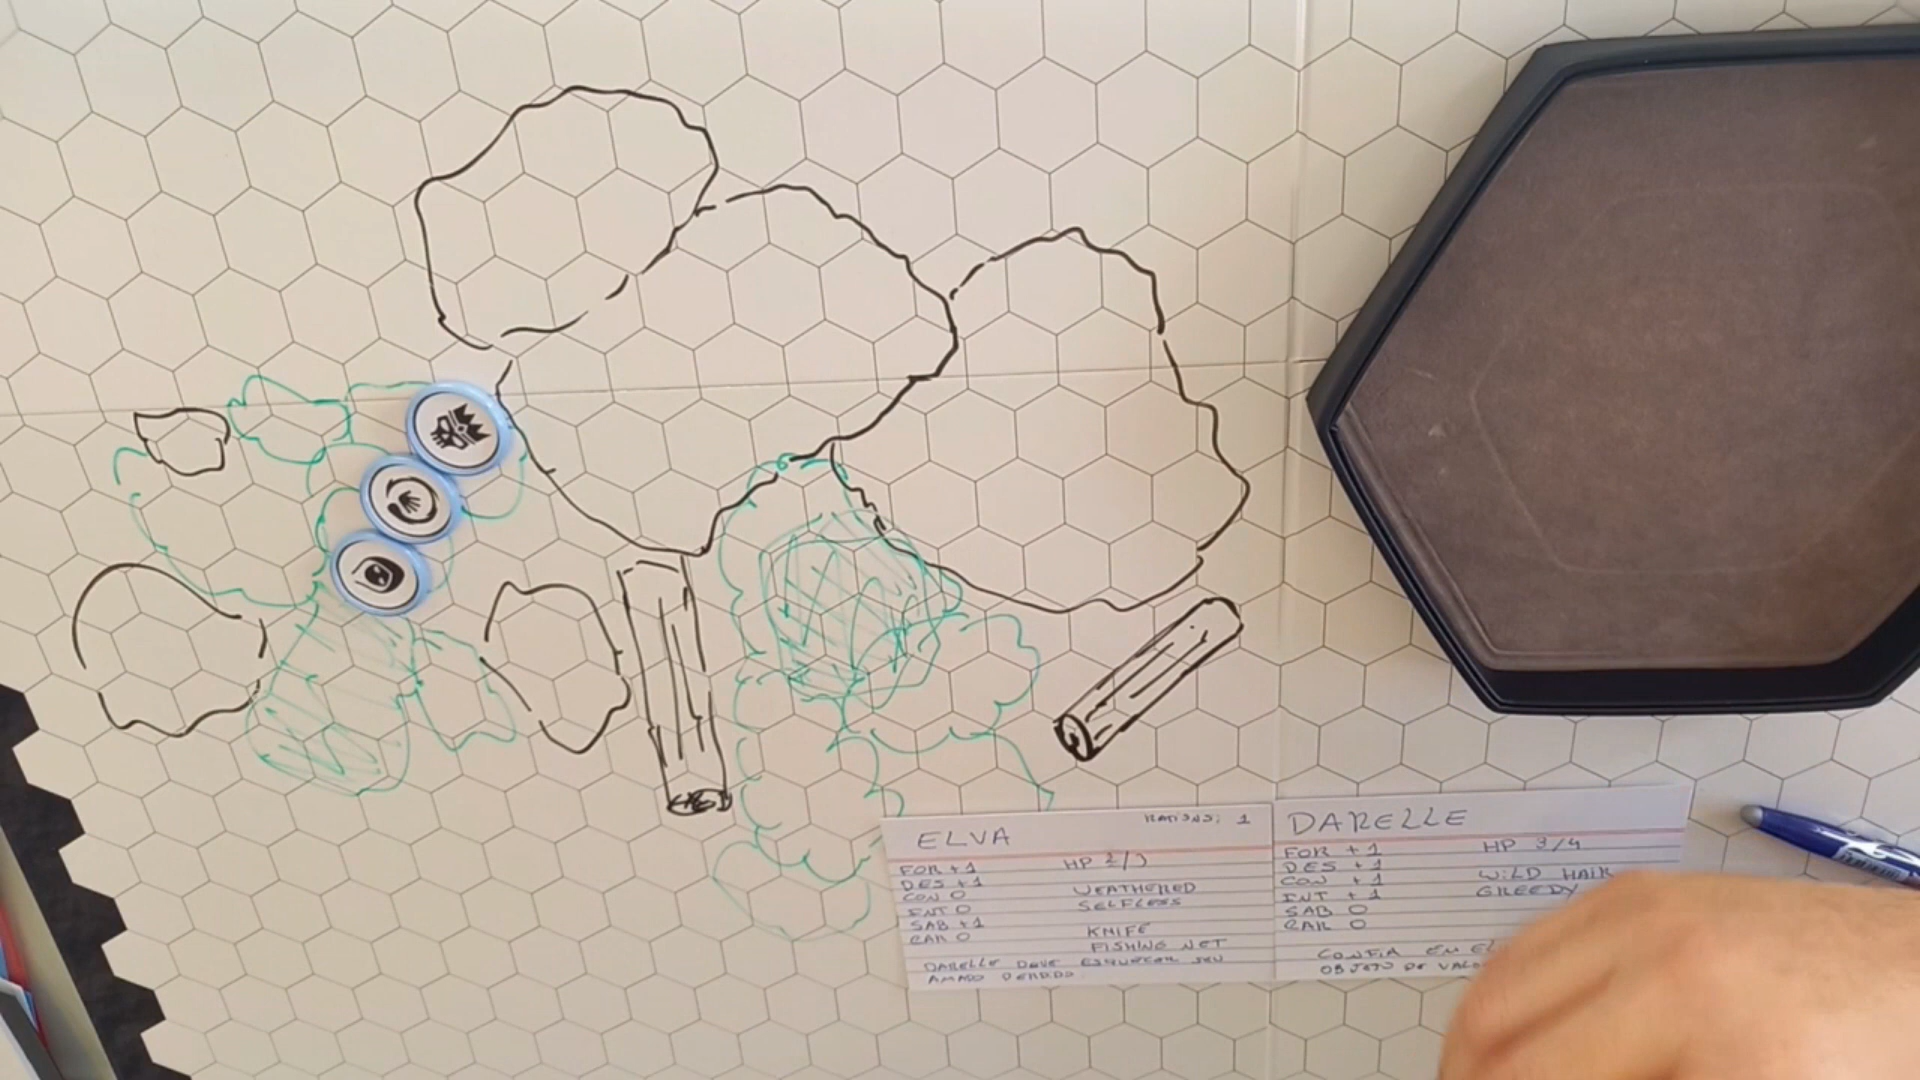 ELVA
RATIONS: 1
FOR +1
HP 2/3
DES +1
CON 0
WEATHERED
INT 0
SELFLESS
SAB +1
KNIFE
CAR 0
FISHING NET
DARELLE DEVE ESQUECER SEU
AMADO PERDIDO
DARELLE
FOR +1
HP 3/4
DES +1
CON +1
WILD HAIR
INT +1
GREEDY
SAB 0
CAR 0
CONFIA EM
OBJETO DE